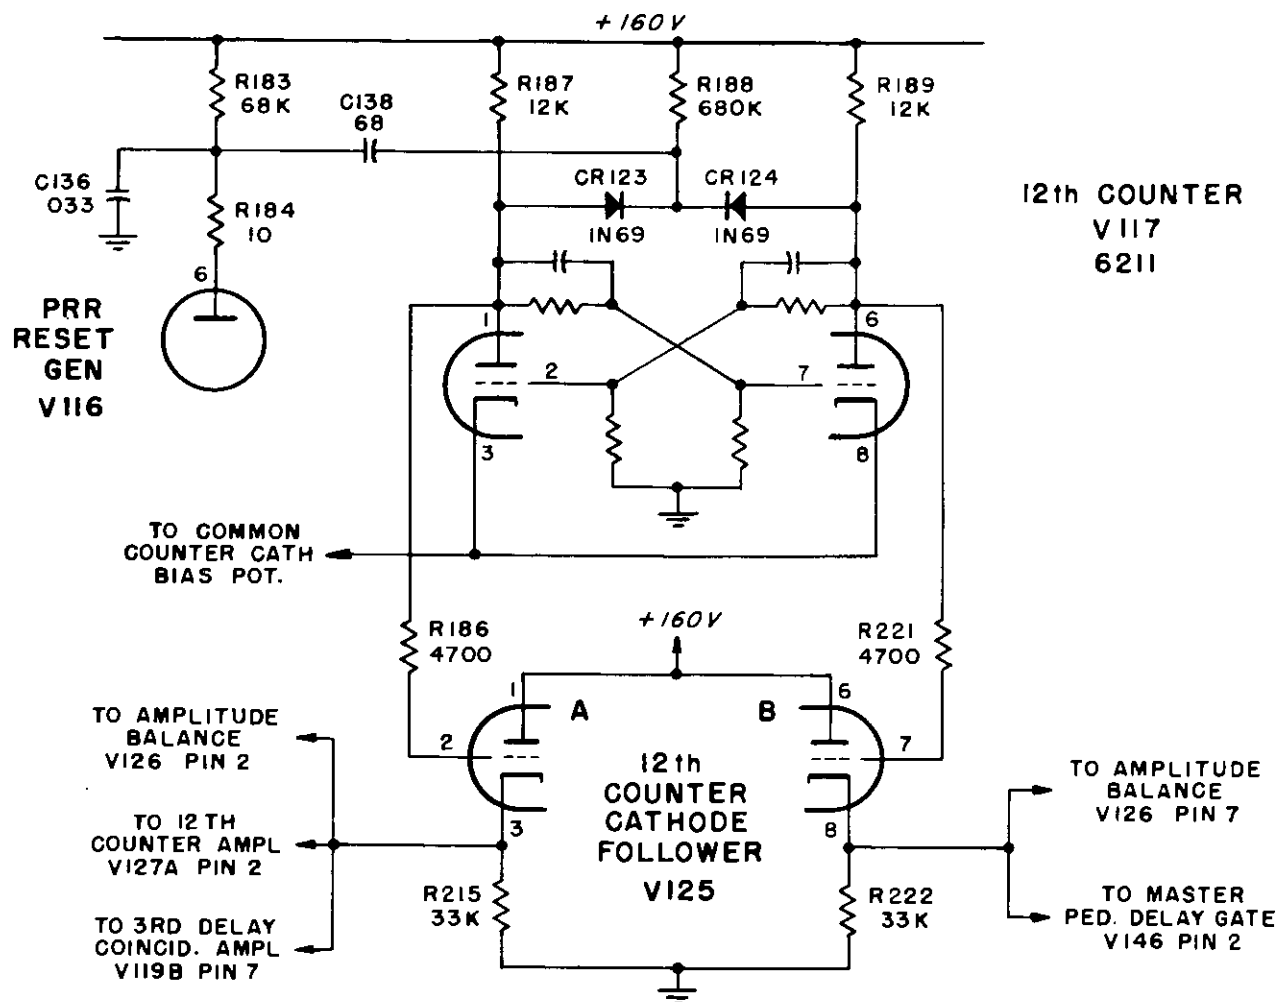 +160V
R183
68K
C138
68
R187
12K
R188
680K
R189
12K
C136
033
R184
10
CR123
1N69
CR124
1N69
12th COUNTER
V117
6211
6
PRR
RESET
GEN
V116
1
2
3
6
7
8
TO COMMON
COUNTER CATH
BIAS POT.
R186
4700
+160V
R221
4700
1
A
B
6
2
7
3
8
12th
COUNTER
CATHODE
FOLLOWER
V125
TO AMPLITUDE
BALANCE
V126 PIN 2
TO 12TH
COUNTER AMPL
V127A PIN 2
TO 3RD DELAY
COINCID. AMPL
V119B PIN 7
R215
33K
R222
33K
TO AMPLITUDE
BALANCE
V126 PIN 7
TO MASTER
PED. DELAY GATE
V146 PIN 2